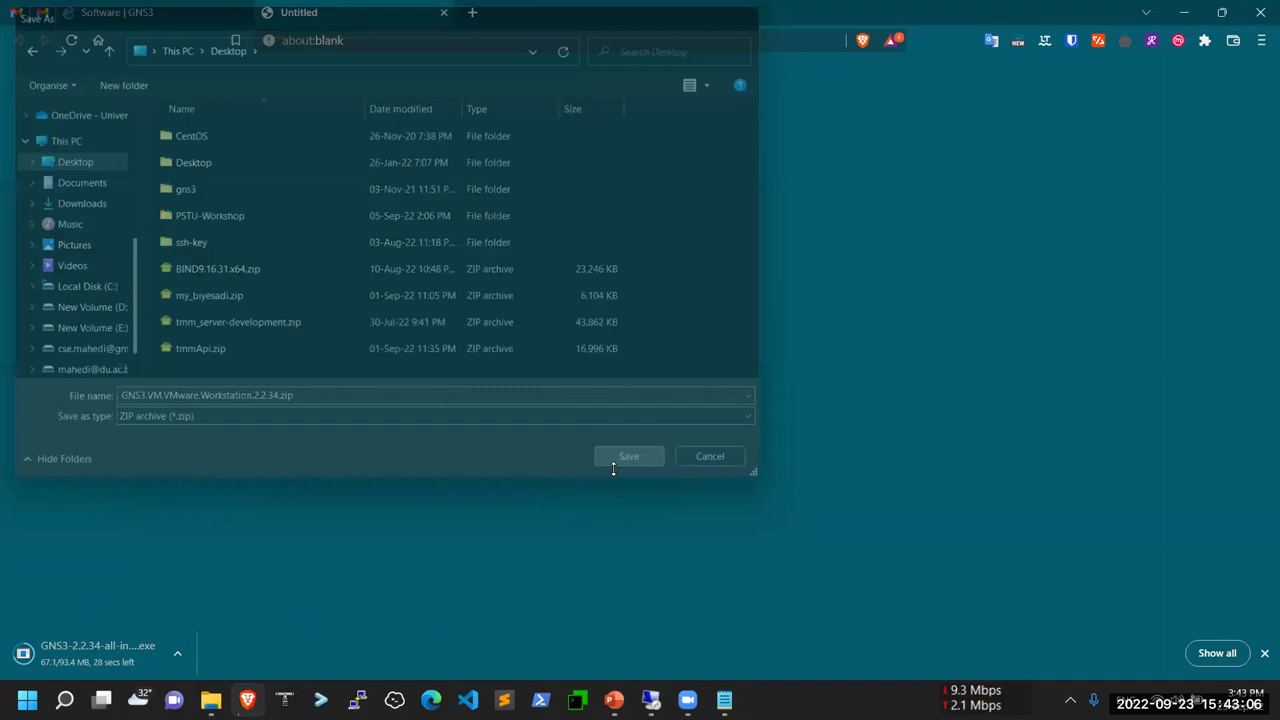 Save As
Software | GNS3
Untitled
about:blank
6
NEW
This PC
Desktop
Search Desktop
Organise
New folder
OneDrive - Univer
This PC
Desktop
Documents
Downloads
Music
Pictures
Videos
Local Disk (C:)
New Volume (D:
New Volume (E:)
cse.mahedi@gm
mahedi@du.ac.b
Name Date modified Type Size
CentOS 26-Nov-20 7:38 PM File folder
Desktop 26-Jan-22 7:07 PM File folder
gns3 03-Nov-21 11:51 P... File folder
PSTU-Workshop 05-Sep-22 2:06 PM File folder
ssh-key 03-Aug-22 11:18 P... File folder
BIND9.16.31.x64.zip 10-Aug-22 10:48 P... ZIP archive 23,246 KB
my_biyesadi.zip 01-Sep-22 11:05 PM ZIP archive 6,104 KB
tmm_server-development.zip 30-Jul-22 9:41 PM ZIP archive 43,862 KB
tmmApi.zip 01-Sep-22 11:35 PM ZIP archive 16,996 KB
File name: GNS3.VM.VMware.Workstation.2.2.34.zip
Save as type: ZIP archive (*.zip)
Hide Folders
Save
Cancel
GNS3-2.2.34-all-in....exe
67.1/93.4 MB, 28 secs left
Show all
32°
9.3 Mbps
2.1 Mbps
3:43 PM
2022-09-23 15:43:06